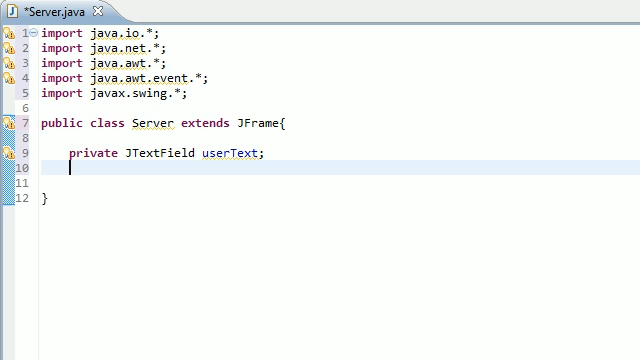 *Server.java
1 import java.io.*;
2 import java.net.*;
3 import java.awt.*;
4 import java.awt.event.*;
5 import javax.swing.*;
6
7 public class Server extends JFrame{
8
9 private JTextField userText;
10
11
12 }